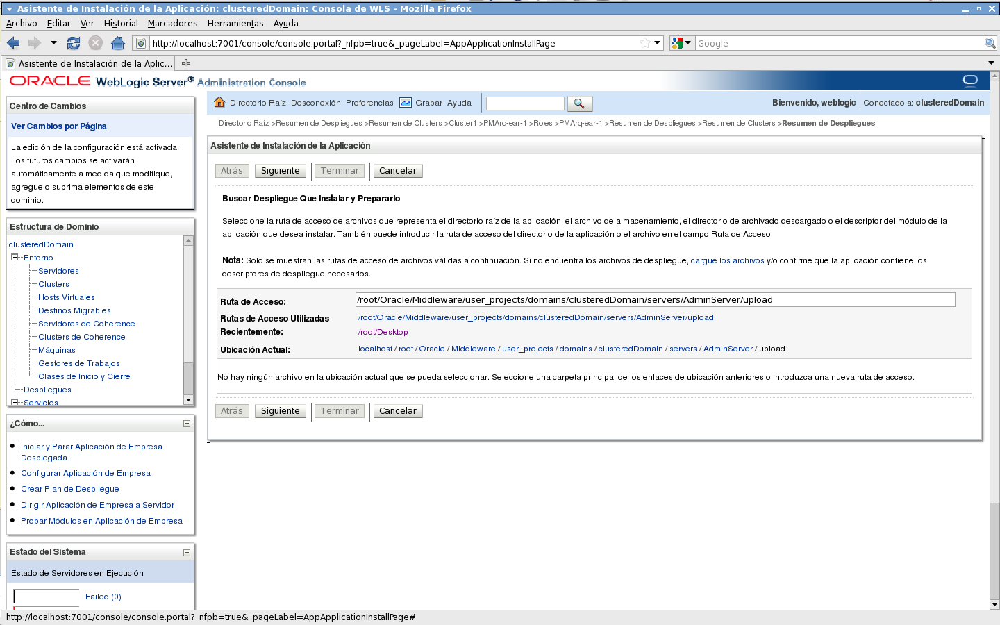 Asistente de Instalación de la Aplicación: clusteredDomain: Consola de WLS - Mozilla Firefox
Archivo Editar Ver Historial Marcadores Herramientas Ayuda
http://localhost:7001/console/console.portal?_nfpb=true&_pageLabel=AppApplicationInstallPage
Google
Asistente de Instalación de la Aplic...
ORACLE WebLogic Server® Administration Console
Centro de Cambios
Ver Cambios por Página
La edición de la configuración está activada.
Los futuros cambios se activarán
automáticamente a medida que modifique,
agregue o suprima elementos de este
dominio.
Estructura de Dominio
clusteredDomain
Entorno
Servidores
Clusters
Hosts Virtuales
Destinos Migrables
Servidores de Coherence
Clusters de Coherence
Máquinas
Gestores de Trabajos
Clases de Inicio y Cierre
Despliegues
Servicios
¿Cómo...
Iniciar y Parar Aplicación de Empresa
Desplegada
Configurar Aplicación de Empresa
Crear Plan de Despliegue
Dirigir Aplicación de Empresa a Servidor
Probar Módulos en Aplicación de Empresa
Estado del Sistema
Estado de Servidores en Ejecución
Failed (0)
Directorio Raíz Desconexión Preferencias Grabar Ayuda
Bienvenido, weblogic Conectado a: clusteredDomain
Directorio Raíz >Resumen de Despliegues >Resumen de Clusters >Cluster1 >PMArq-ear-1 >Roles >PMArq-ear-1 >Resumen de Despliegues >Resumen de Clusters >Resumen de Despliegues
Asistente de Instalación de la Aplicación
Atrás Siguiente Terminar Cancelar
Buscar Despliegue Que Instalar y Prepararlo
Seleccione la ruta de acceso de archivos que representa el directorio raíz de la aplicación, el archivo de almacenamiento, el directorio de archivado descargado o el descriptor del módulo de la
aplicación que desea instalar. También puede introducir la ruta de acceso del directorio de la aplicación o el archivo en el campo Ruta de Acceso.
Nota: Sólo se muestran las rutas de acceso de archivos válidas a continuación. Si no encuentra los archivos de despliegue, cargue los archivos y/o confirme que la aplicación contiene los
descriptores de despliegue necesarios.
Ruta de Acceso: /root/Oracle/Middleware/user_projects/domains/clusteredDomain/servers/AdminServer/upload
Rutas de Acceso Utilizadas /root/Oracle/Middleware/user_projects/domains/clusteredDomain/servers/AdminServer/upload
Recientemente: /root/Desktop
Ubicación Actual: localhost / root / Oracle / Middleware / user_projects / domains / clusteredDomain / servers / AdminServer / upload
No hay ningún archivo en la ubicación actual que se pueda seleccionar. Seleccione una carpeta principal de los enlaces de ubicación anteriores o introduzca una nueva ruta de acceso.
Atrás Siguiente Terminar Cancelar
http://localhost:7001/console/console.portal?_nfpb=true&_pageLabel=AppApplicationInstallPage#